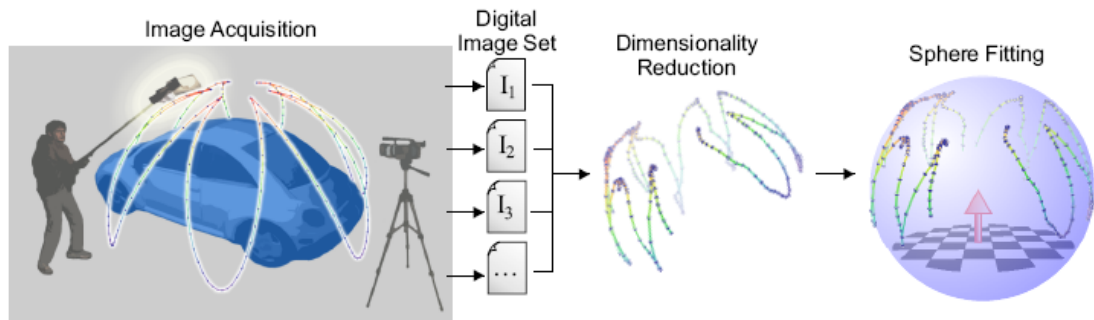 Image Acquisition
Digital
Image Set
Dimensionality
Reduction
Sphere Fitting
I1
I2
I3
...